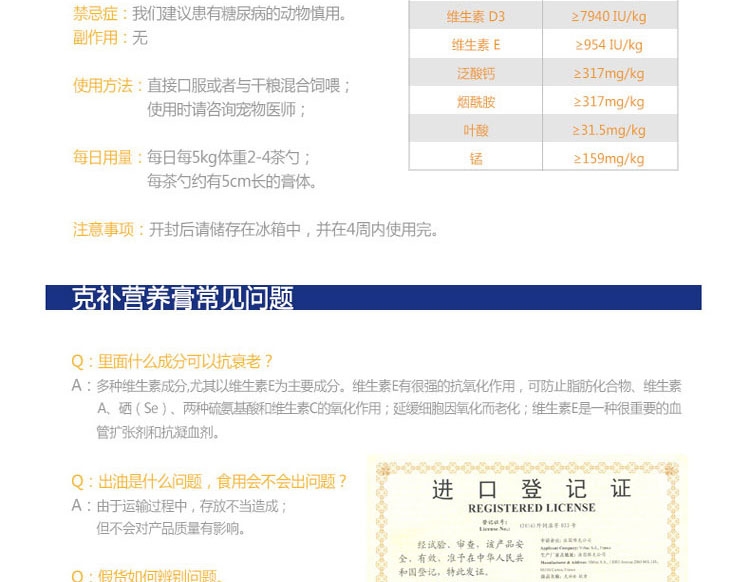 禁忌症：我们建议患有糖尿病的动物慎用。
副作用：无
使用方法：直接口服或者与干粮混合饲喂；
使用时请咨询宠物医师；
每日用量：每日每5kg体重2-4茶勺；
每茶勺约有5cm长的膏体。
注意事项：开封后请储存在冰箱中，并在4周内使用完。
维生素 D3 ≥7940 IU/kg
维生素 E ≥954 IU/kg
泛酸钙 ≥317mg/kg
烟酰胺 ≥317mg/kg
叶酸 ≥31.5mg/kg
锰 ≥159mg/kg
克补营养膏常见问题
Q：里面什么成分可以抗衰老？
A：多种维生素成分,尤其以维生素E为主要成分。维生素E有很强的抗氧化作用，可防止脂肪化合物、维生素
A、硒（Se）、两种硫氨基酸和维生素C的氧化作用；延缓细胞因氧化而老化；维生素E是一种很重要的血
管扩张剂和抗凝血剂。
Q：出油是什么问题，食用会不会出问题？
A：由于运输过程中，存放不当造成；
但不会对产品质量有影响。
Q：假货如何辨别问题。
进口登记证
REGISTERED LICENSE
登记证号：
License No.:
经试验、审查，该产品安
全、有效，准于在中华人民共
和国登记，特此发证。